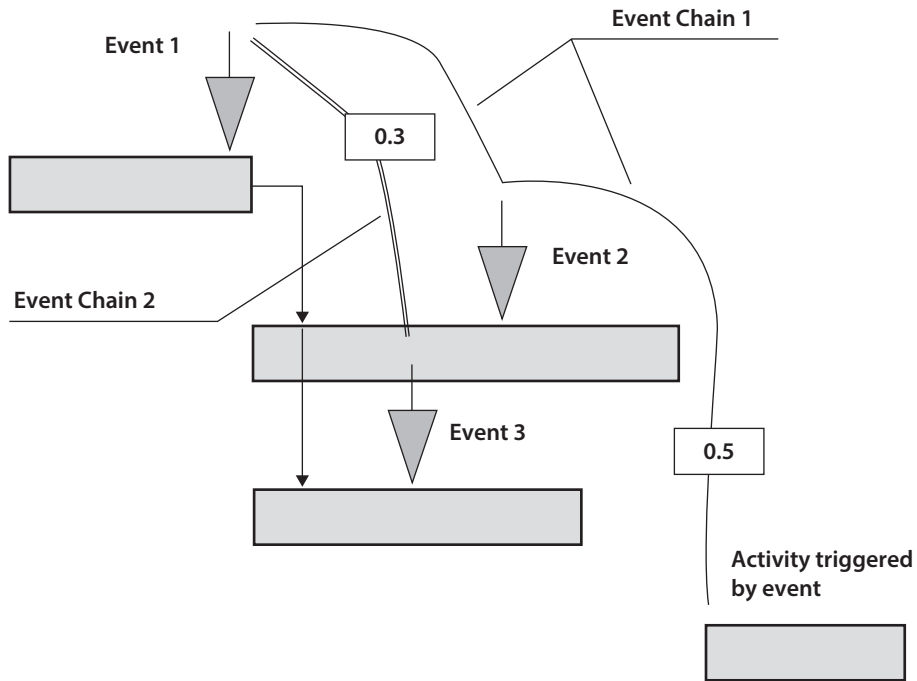 Event Chain 1
Event 1
0.3
Event 2
Event Chain 2
Event 3
0.5
Activity triggered
by event